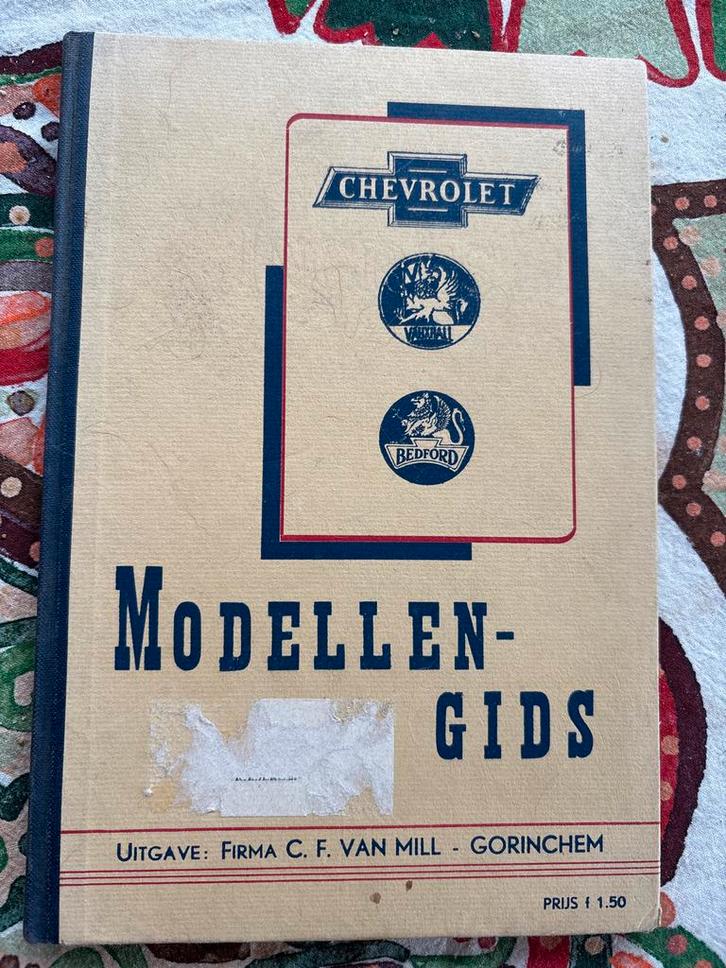 CHEVROLET
VAUXHALL
BEDFORD
MODELLEN-
GIDS
UITGAVE: FIRMA C. F. VAN MILL - GORINCHEM
PRIJS f 1.50